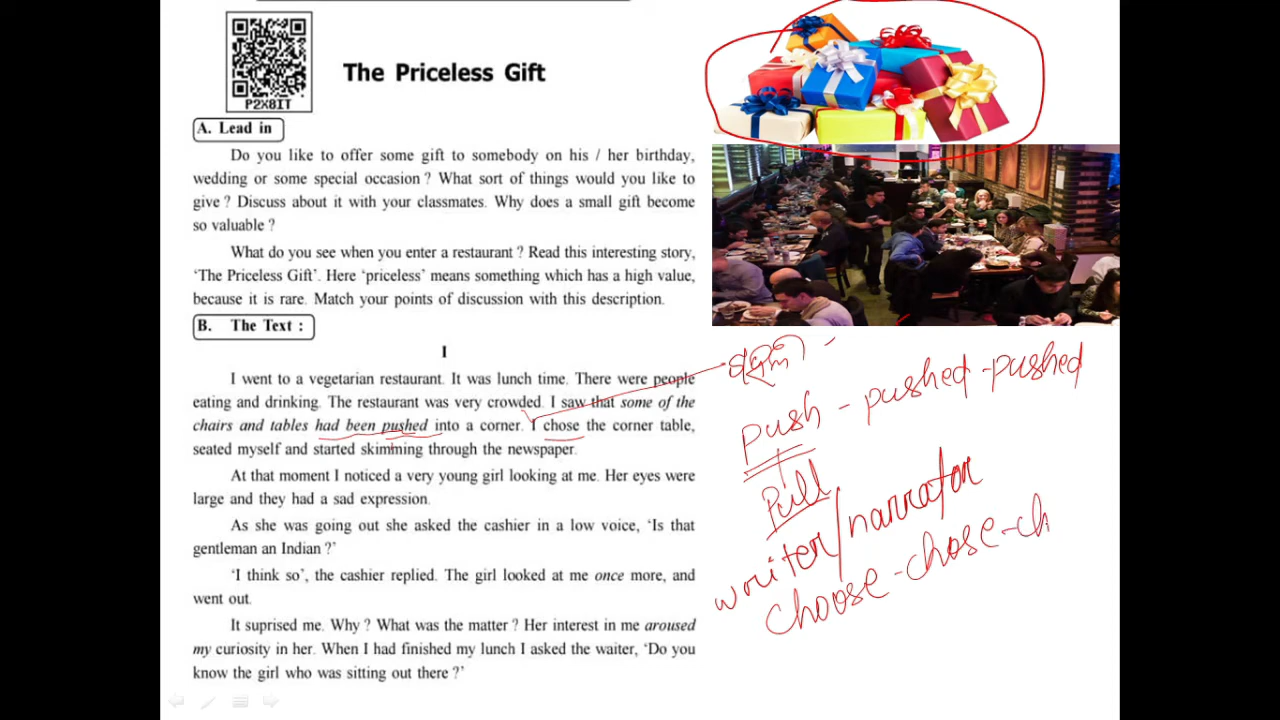 P2X8IT
The Priceless Gift
A. Lead in
Do you like to offer some gift to somebody on his / her birthday,
wedding or some special occasion ? What sort of things would you like to
give ? Discuss about it with your classmates. Why does a small gift become
so valuable ?
What do you see when you enter a restaurant ? Read this interesting story,
‘The Priceless Gift’. Here ‘priceless’ means something which has a high value,
because it is rare. Match your points of discussion with this description.
B. The Text :
I
I went to a vegetarian restaurant. It was lunch time. There were people
eating and drinking. The restaurant was very crowded. I saw that some of the
chairs and tables had been pushed into a corner. I chose the corner table,
seated myself and started skimming through the newspaper.
At that moment I noticed a very young girl looking at me. Her eyes were
large and they had a sad expression.
As she was going out she asked the cashier in a low voice, ‘Is that
gentleman an Indian ?’
‘I think so’, the cashier replied. The girl looked at me once more, and
went out.
It suprised me. Why ? What was the matter ? Her interest in me aroused
my curiosity in her. When I had finished my lunch I asked the waiter, ‘Do you
know the girl who was sitting out there ?’
push - pushed - pushed
Pull
writer/narrator
choose - chose - ch